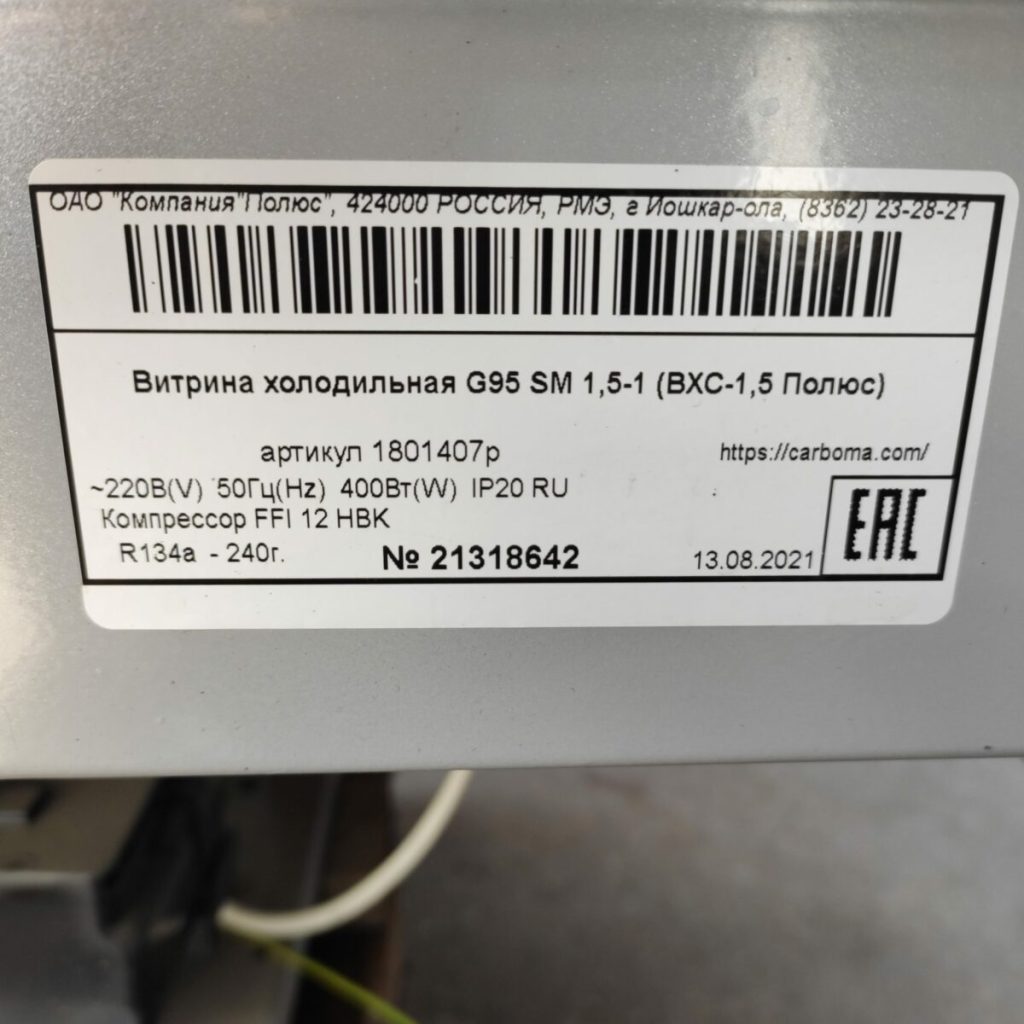 ОАО "Компания"Полюс", 424000 РОССИЯ, РМЭ, г Йошкар-ола, (8362) 23-28-21
Витрина холодильная G95 SM 1,5-1 (ВХС-1,5 Полюс)
артикул 1801407р
https://carboma.com/
~220В(V) 50Гц(Hz) 400Вт(W) IP20 RU
Компрессор FFI 12 HBK
R134a - 240г.
№ 21318642
13.08.2021
EAC